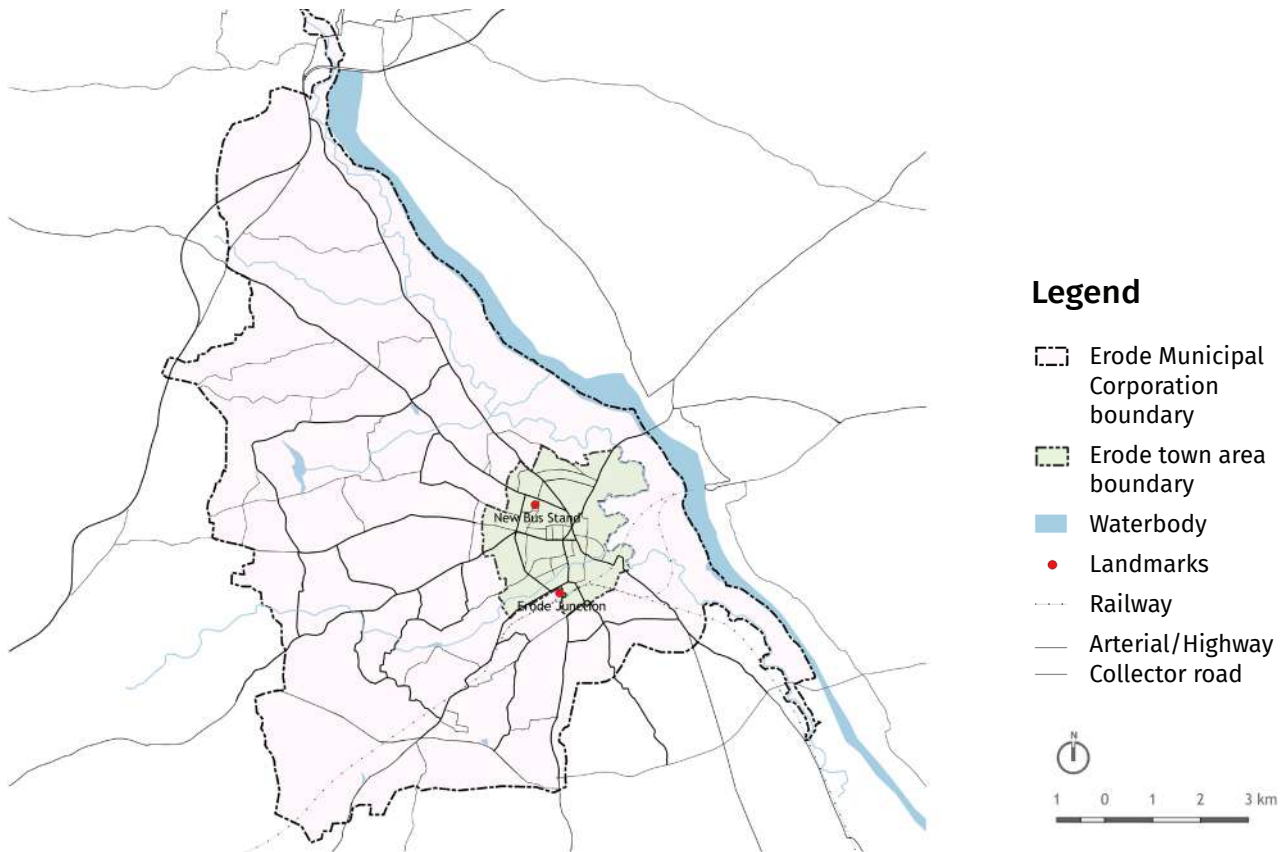 New Bus Stand
Erode Junction
Legend
Erode Municipal
Corporation
boundary
Erode town area
boundary
Waterbody
Landmarks
Railway
Arterial/Highway
Collector road
N
1 0 1 2 3 km